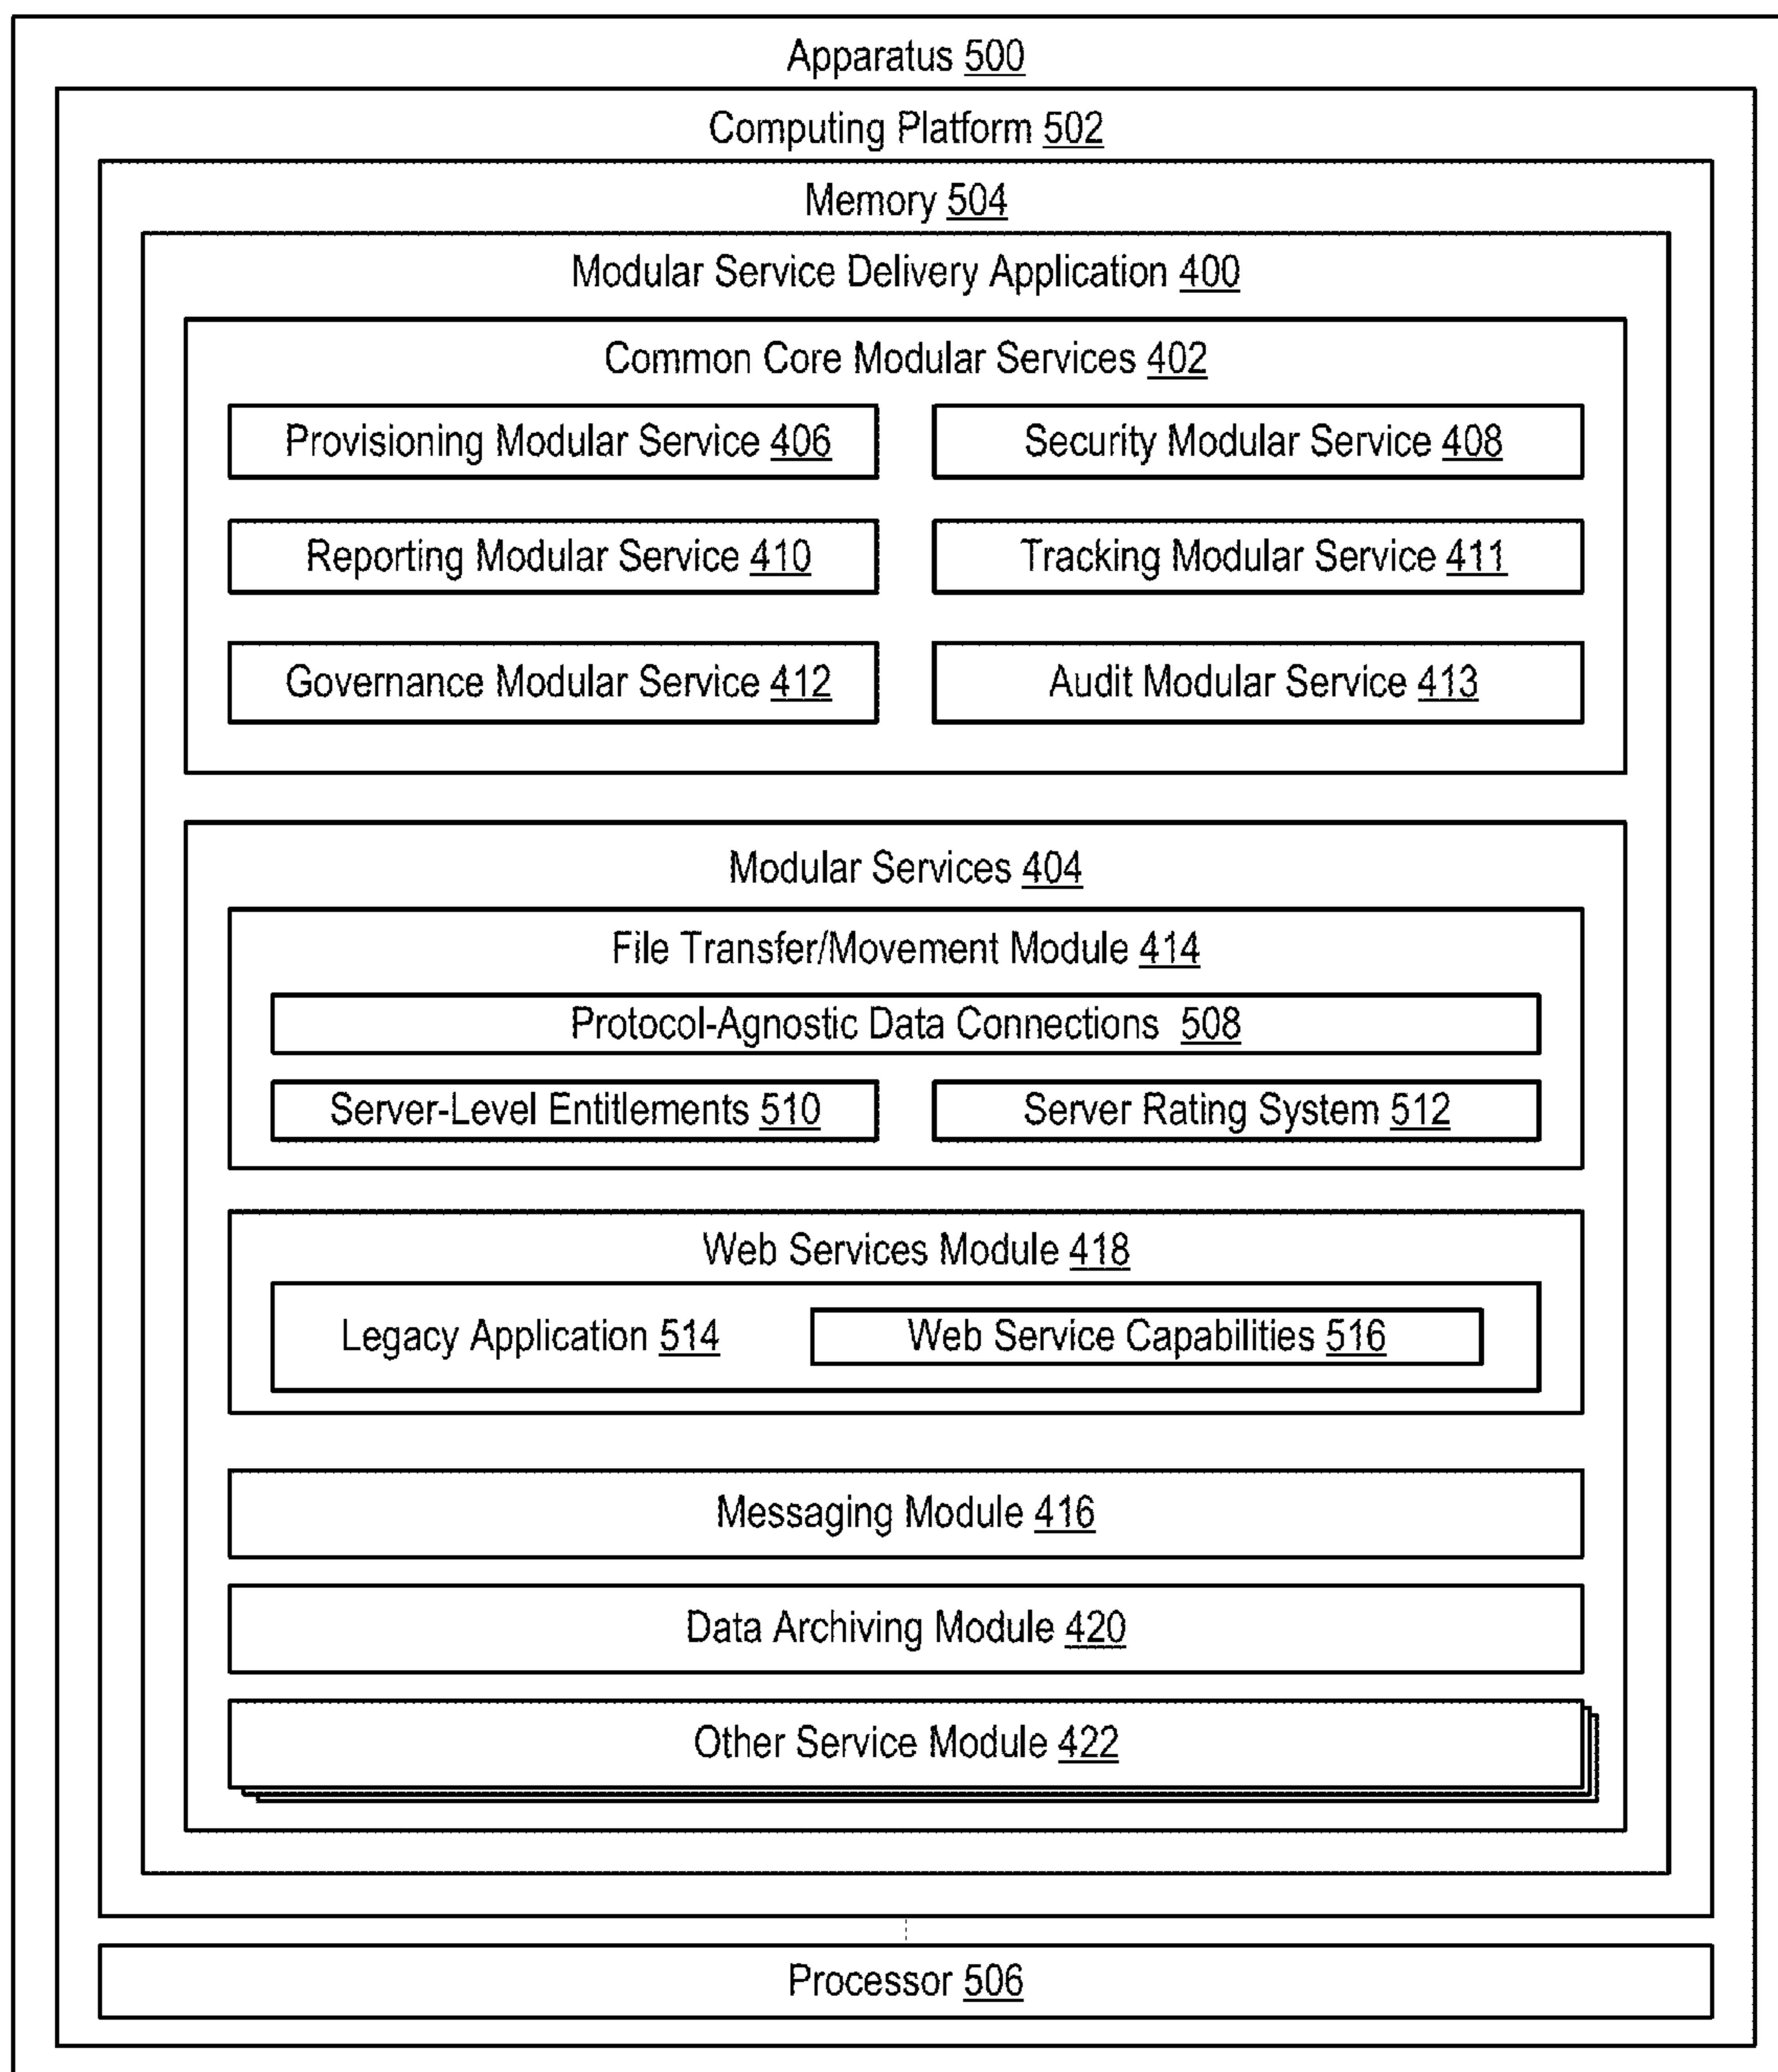 Apparatus 500
Computing Platform 502
Memory 504
Modular Service Delivery Application 400
Common Core Modular Services 402
Provisioning Modular Service 406
Security Modular Service 408
Reporting Modular Service 410
Tracking Modular Service 411
Governance Modular Service 412
Audit Modular Service 413
Modular Services 404
File Transfer/Movement Module 414
Protocol-Agnostic Data Connections 508
Server-Level Entitlements 510
Server Rating System 512
Web Services Module 418
Legacy Application 514
Web Service Capabilities 516
Messaging Module 416
Data Archiving Module 420
Other Service Module 422
Processor 506